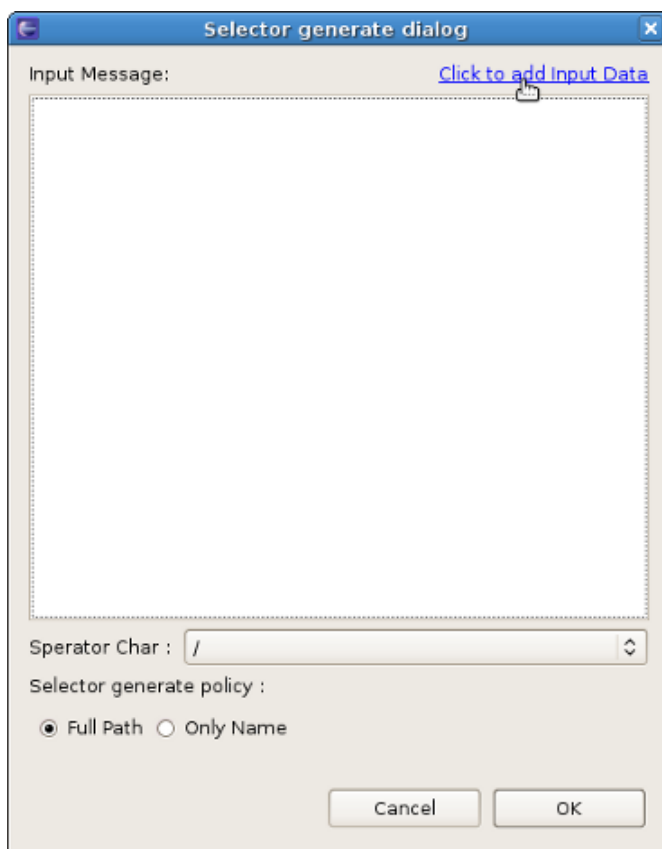 Selector generate dialog
Input Message: Click to add Input Data
Sperator Char : /
Selector generate policy :
Full Path Only Name
Cancel OK